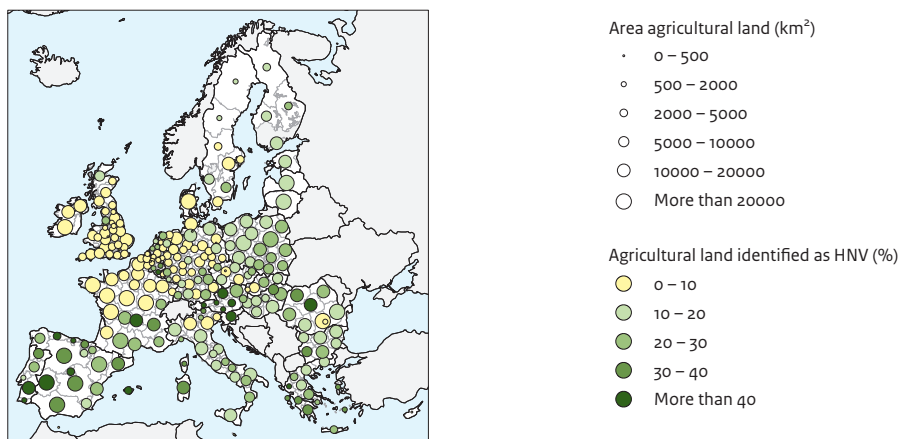 Area agricultural land (km²)
0 – 500
500 – 2000
2000 – 5000
5000 – 10000
10000 – 20000
More than 20000
Agricultural land identified as HNV (%)
0 – 10
10 – 20
20 – 30
30 – 40
More than 40